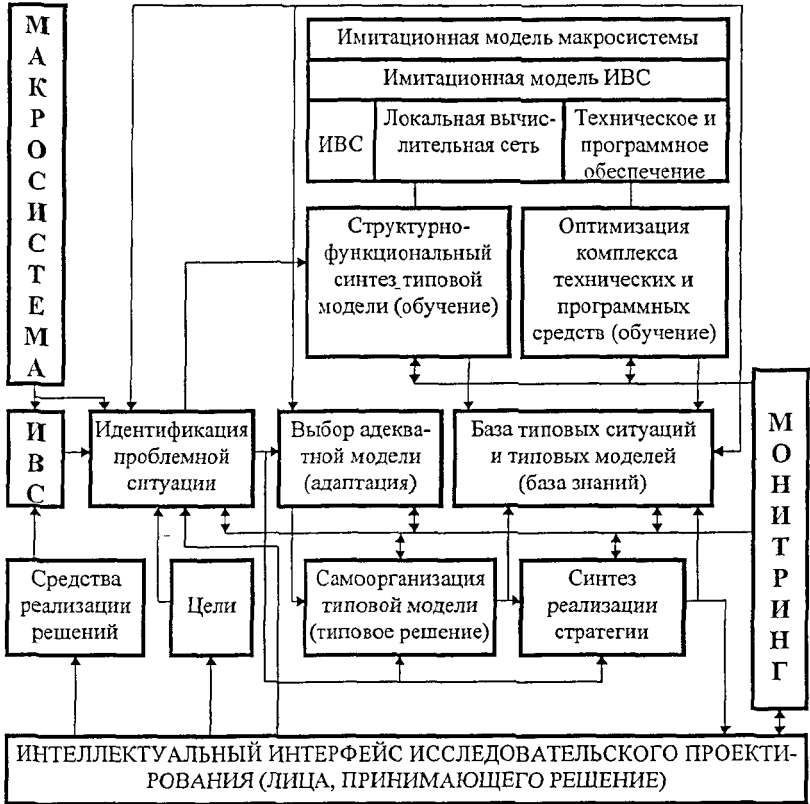 МАКРОСИСТЕМА
Имитационная модель макросистемы
Имитационная модель ИВС
ИВС
Локальная вычис-
лительная сеть
Техническое и
программное
обеспечение
Структурно-
функциональный
синтез типовой
модели (обучение)
Оптимизация
комплекса
технических и
программных
средств (обучение)
ИВС
Идентификация
проблемной
ситуации
Выбор адеква-
тной модели
(адаптация)
База типовых ситуаций
и типовых моделей
(база знаний)
МОНИТРИНГ
Средства
реализации
решений
Цели
Самоорганизация
типовой модели
(типовое решение)
Синтез
реализации
стратегии
ИНТЕЛЛЕКТУАЛЬНЫЙ ИНТЕРФЕЙС ИССЛЕДОВАТЕЛЬСКОГО ПРОЕКТИ-
РОВАНИЯ (ЛИЦА, ПРИНИМАЮЩЕГО РЕШЕНИЕ)